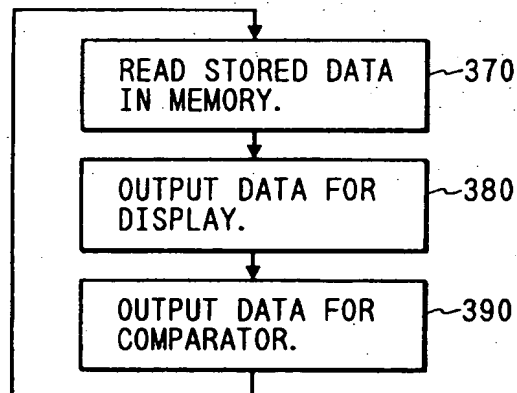 READ STORED DATA
IN MEMORY.
370
OUTPUT DATA FOR
DISPLAY.
380
OUTPUT DATA FOR
COMPARATOR.
390